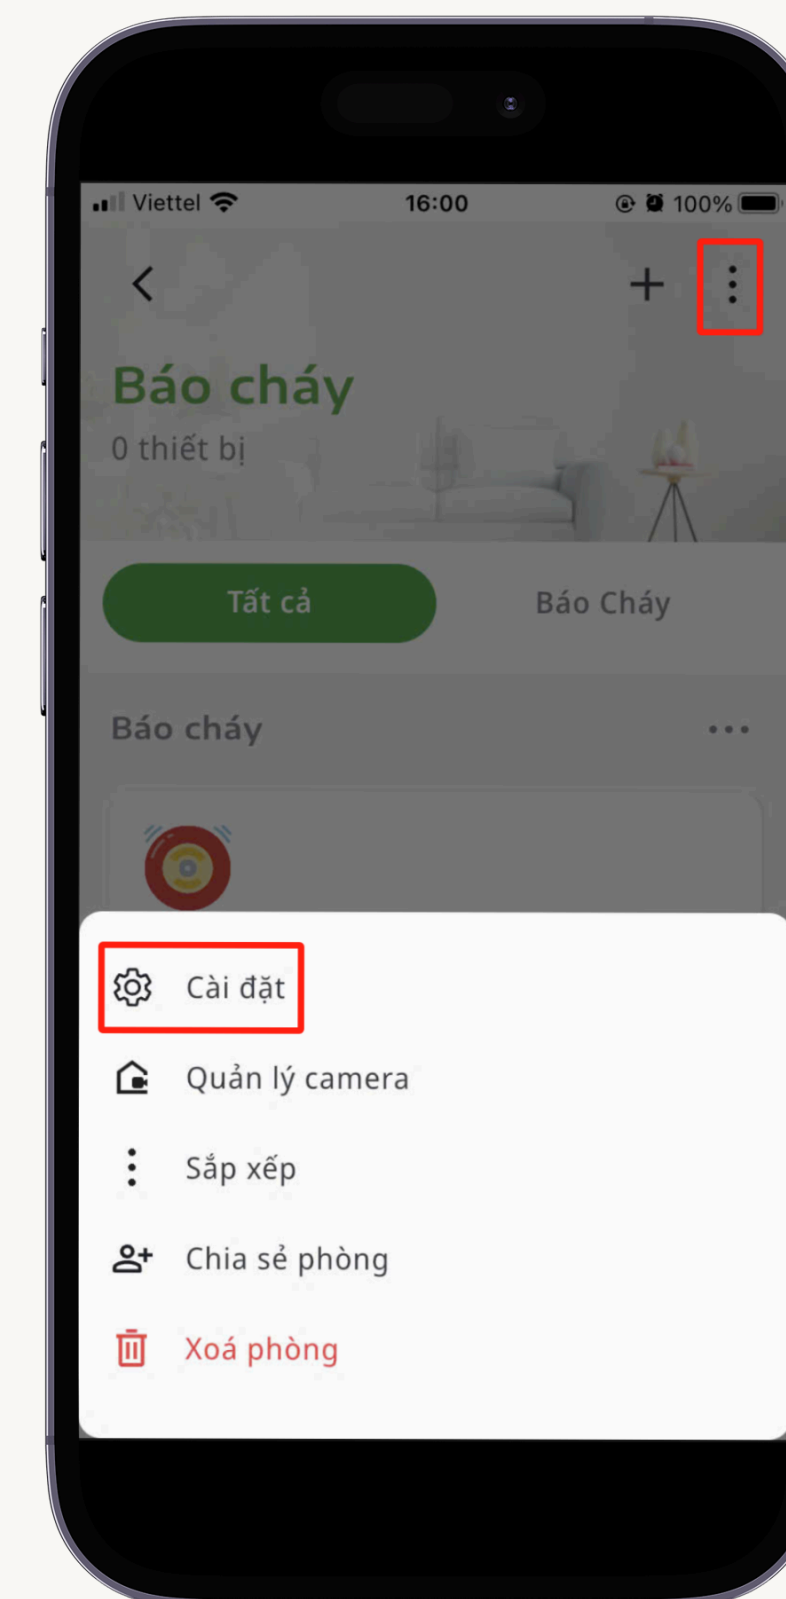 Viettel 16:00 100%
Báo cháy
0 thiết bị
Tất cả Báo Cháy
Báo cháy
Cài đặt
Quản lý camera
Sắp xếp
Chia sẻ phòng
Xoá phòng